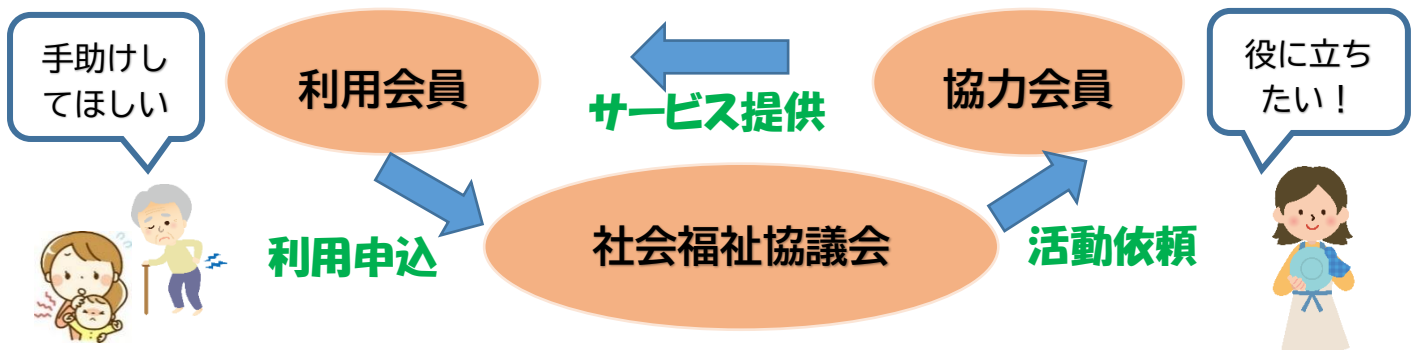 手助けし
てほしい
利用会員
サービス提供
協力会員
役に立ち
たい！
利用申込
社会福祉協議会
活動依頼